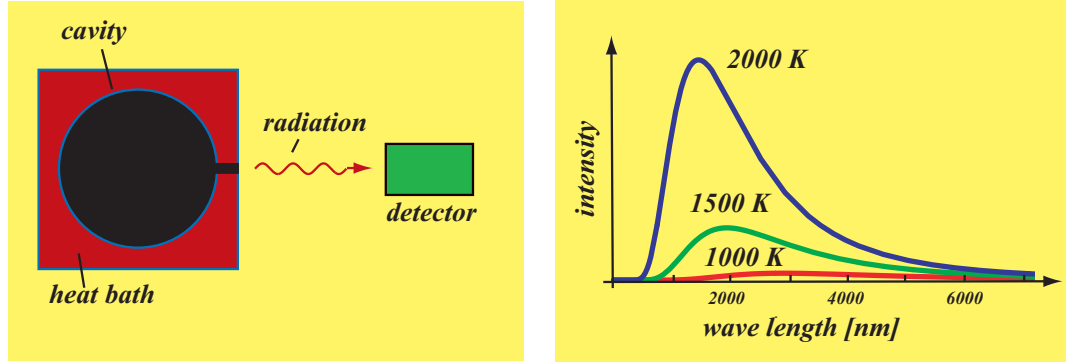 cavity
radiation
detector
heat bath
2000 K
1500 K
1000 K
intensity
2000
4000
6000
wave length [nm]